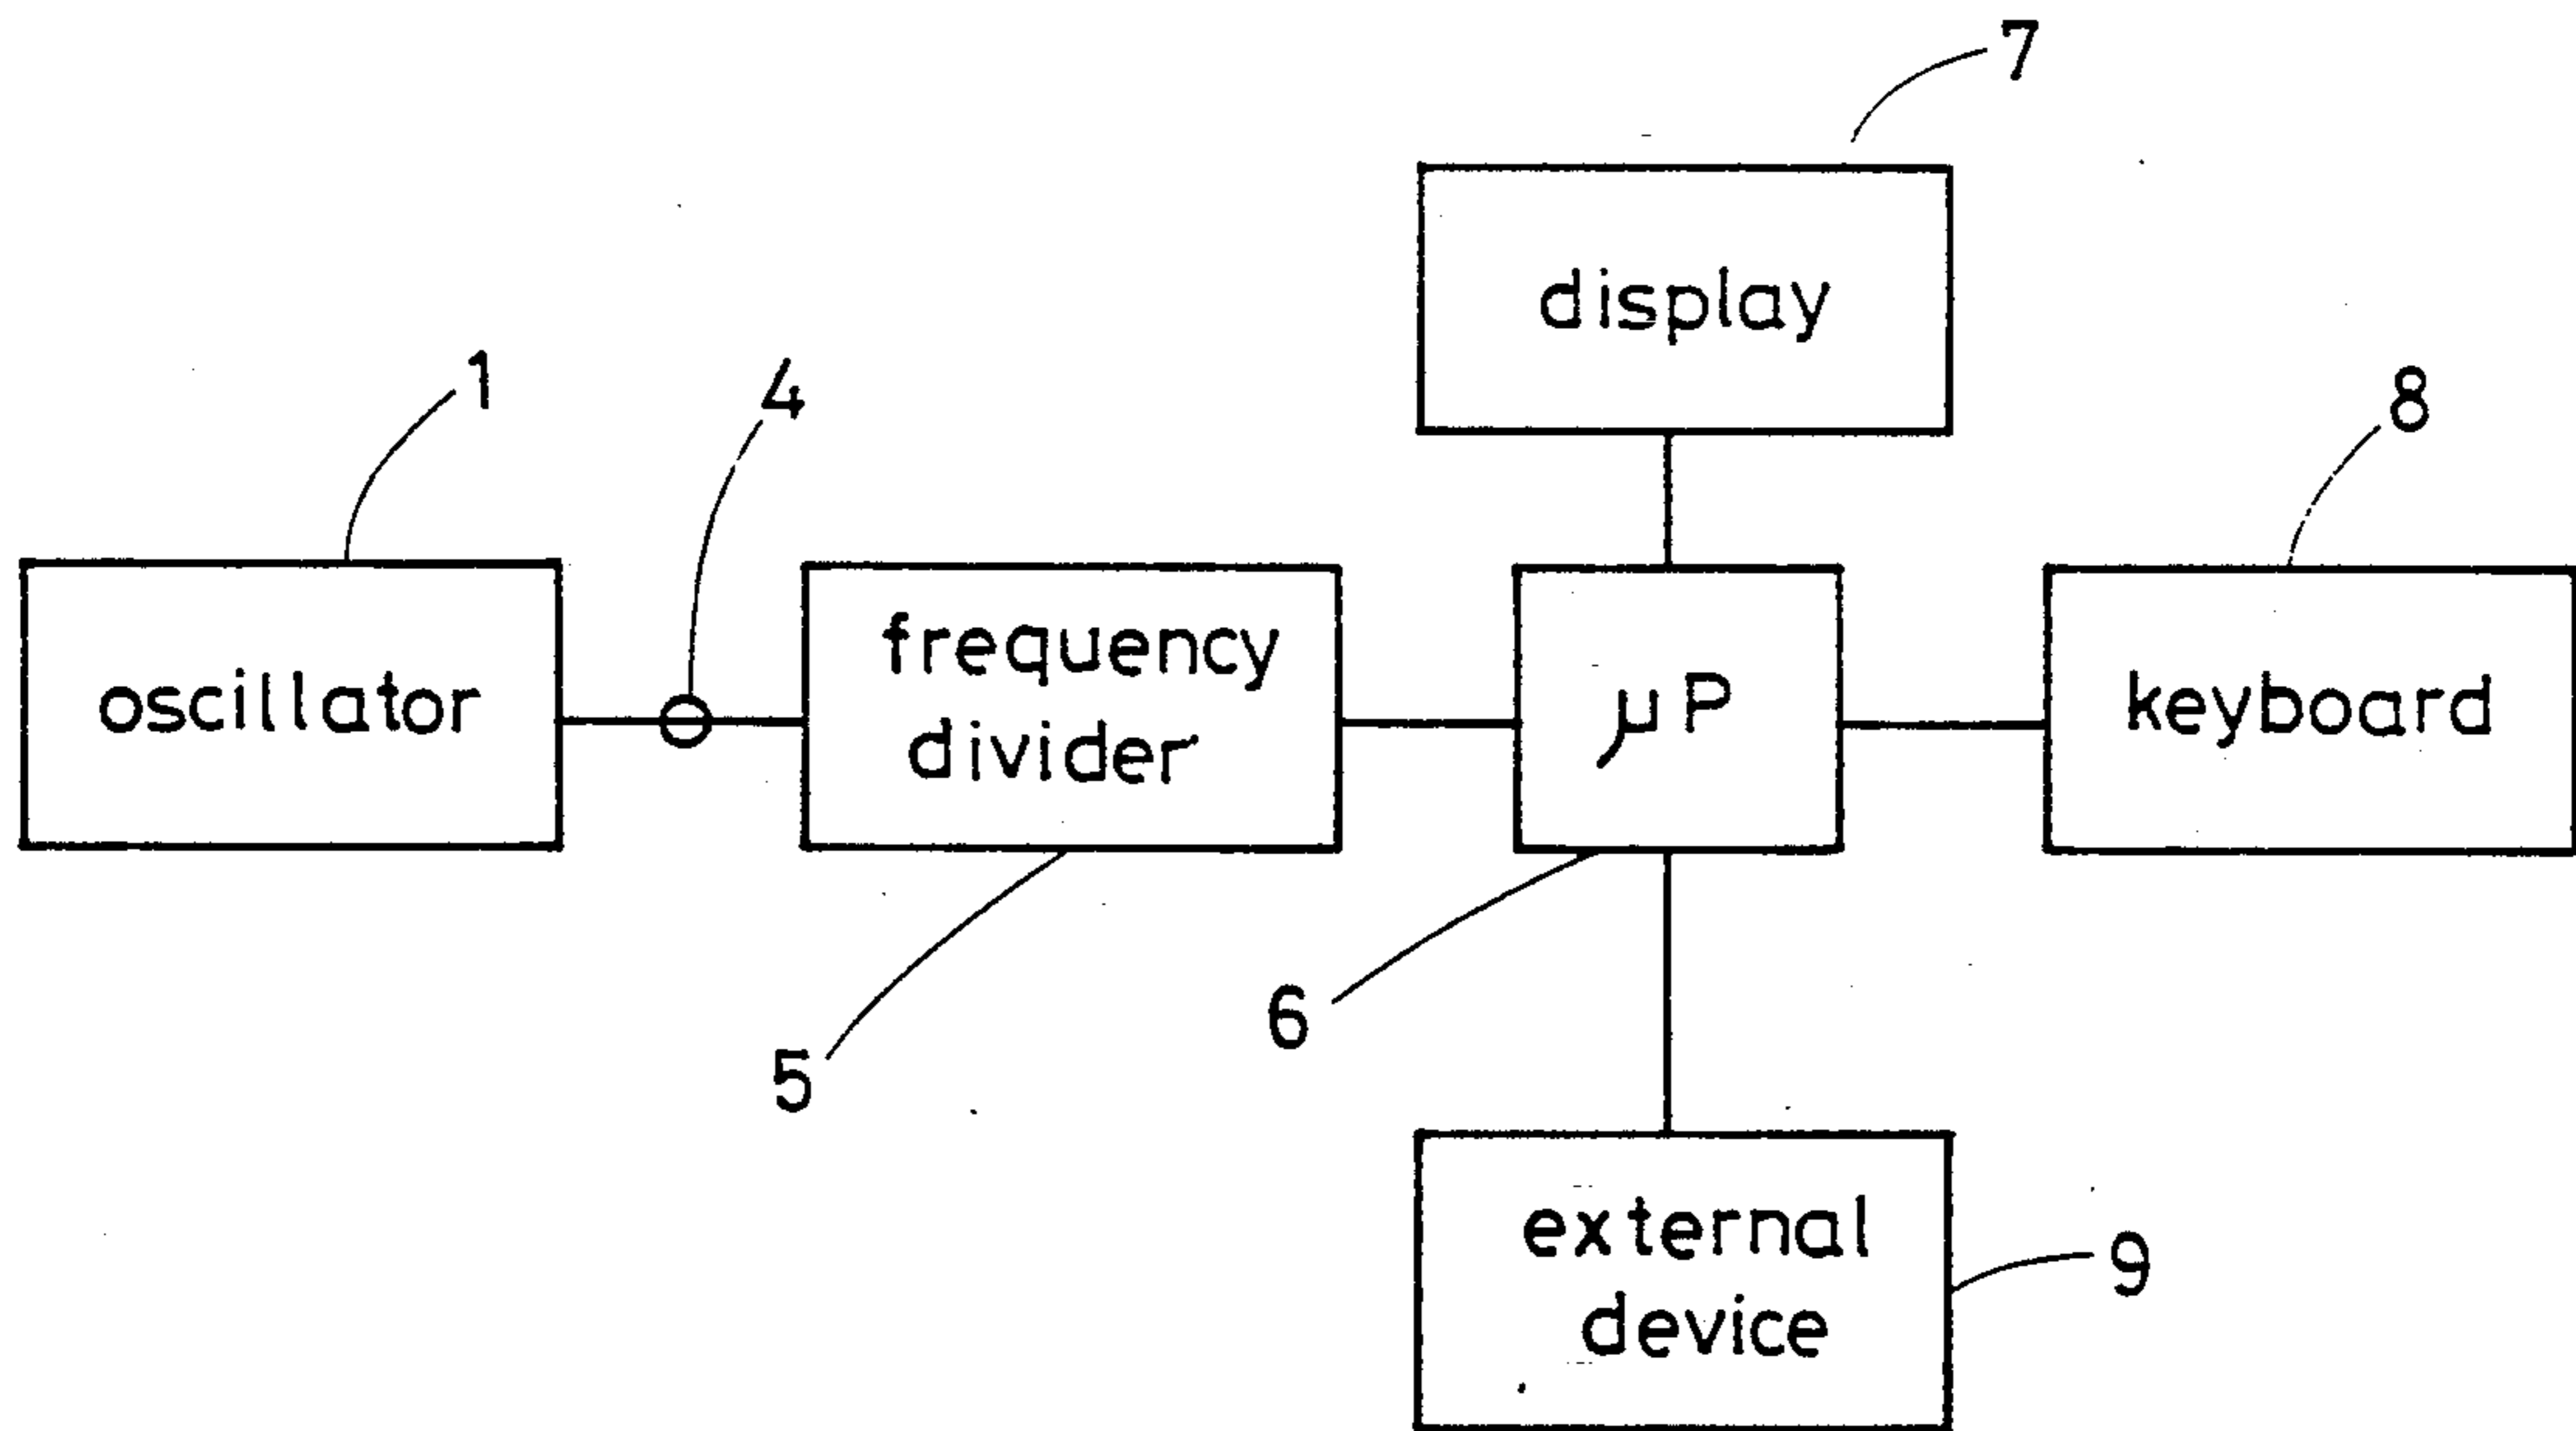 7
display
1
4
8
oscillator
frequency
divider
μP
keyboard
5
6
external
device
9